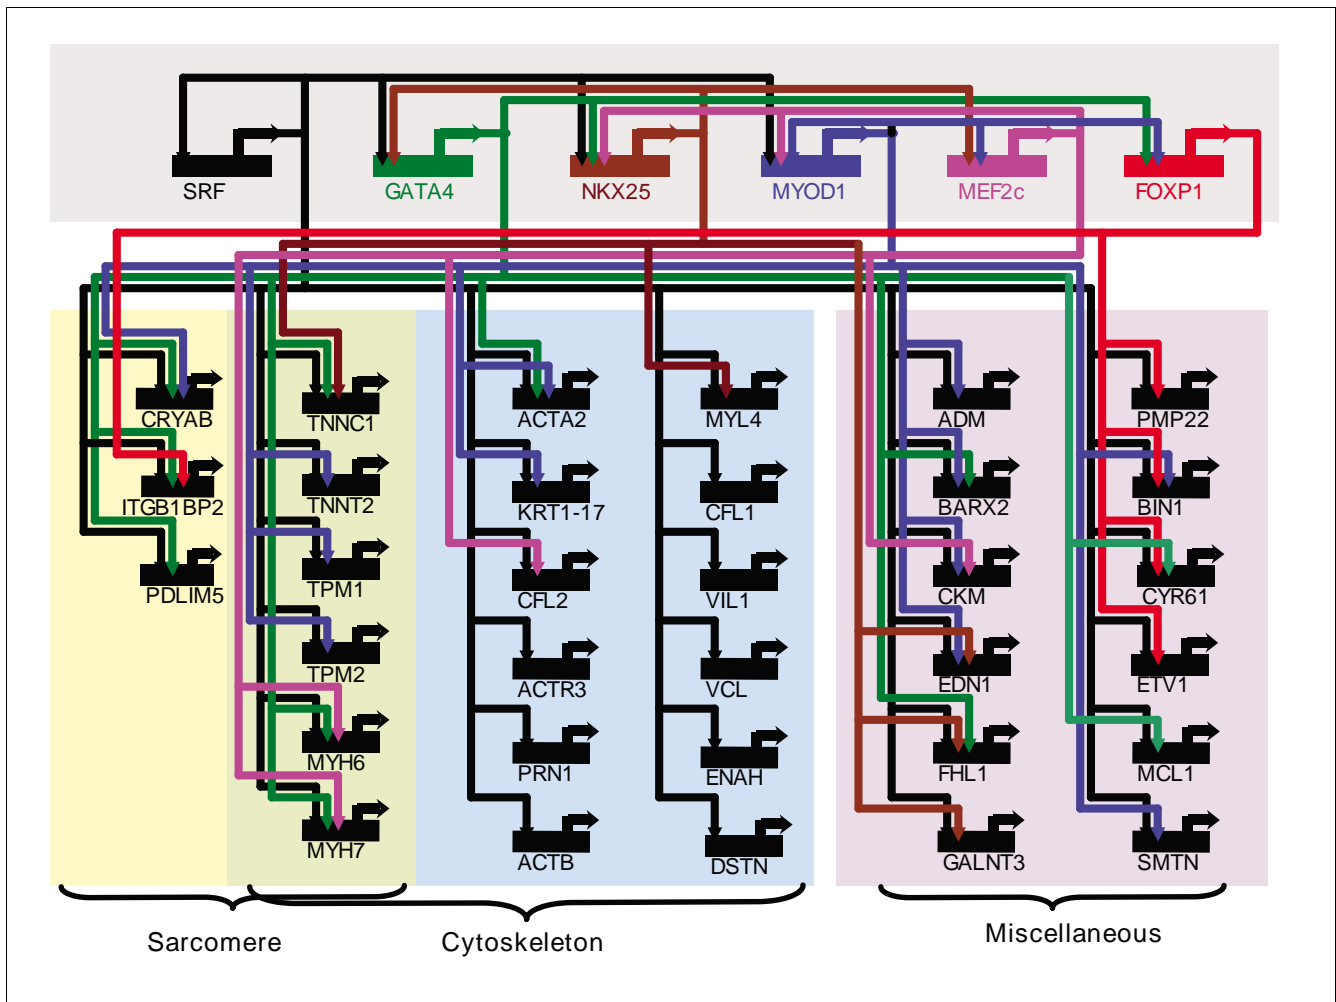 SRF GATA4 NKX25 MYOD1 MEF2c FOXP1
CRYAB TNNC1 ACTA2 MYL4 ADM PMP22
ITGB1BP2 TNNT2 KRT1-17 CFL1 BARX2 BIN1
PDLIM5 TPM1 CFL2 VIL1 CKM CYR61
TPM2 ACTR3 VCL EDN1 ETV1
MYH6 PRN1 ENAH FHL1 MCL1
MYH7 ACTB DSTN GALNT3 SMTN
Sarcomere Cytoskeleton Miscellaneous